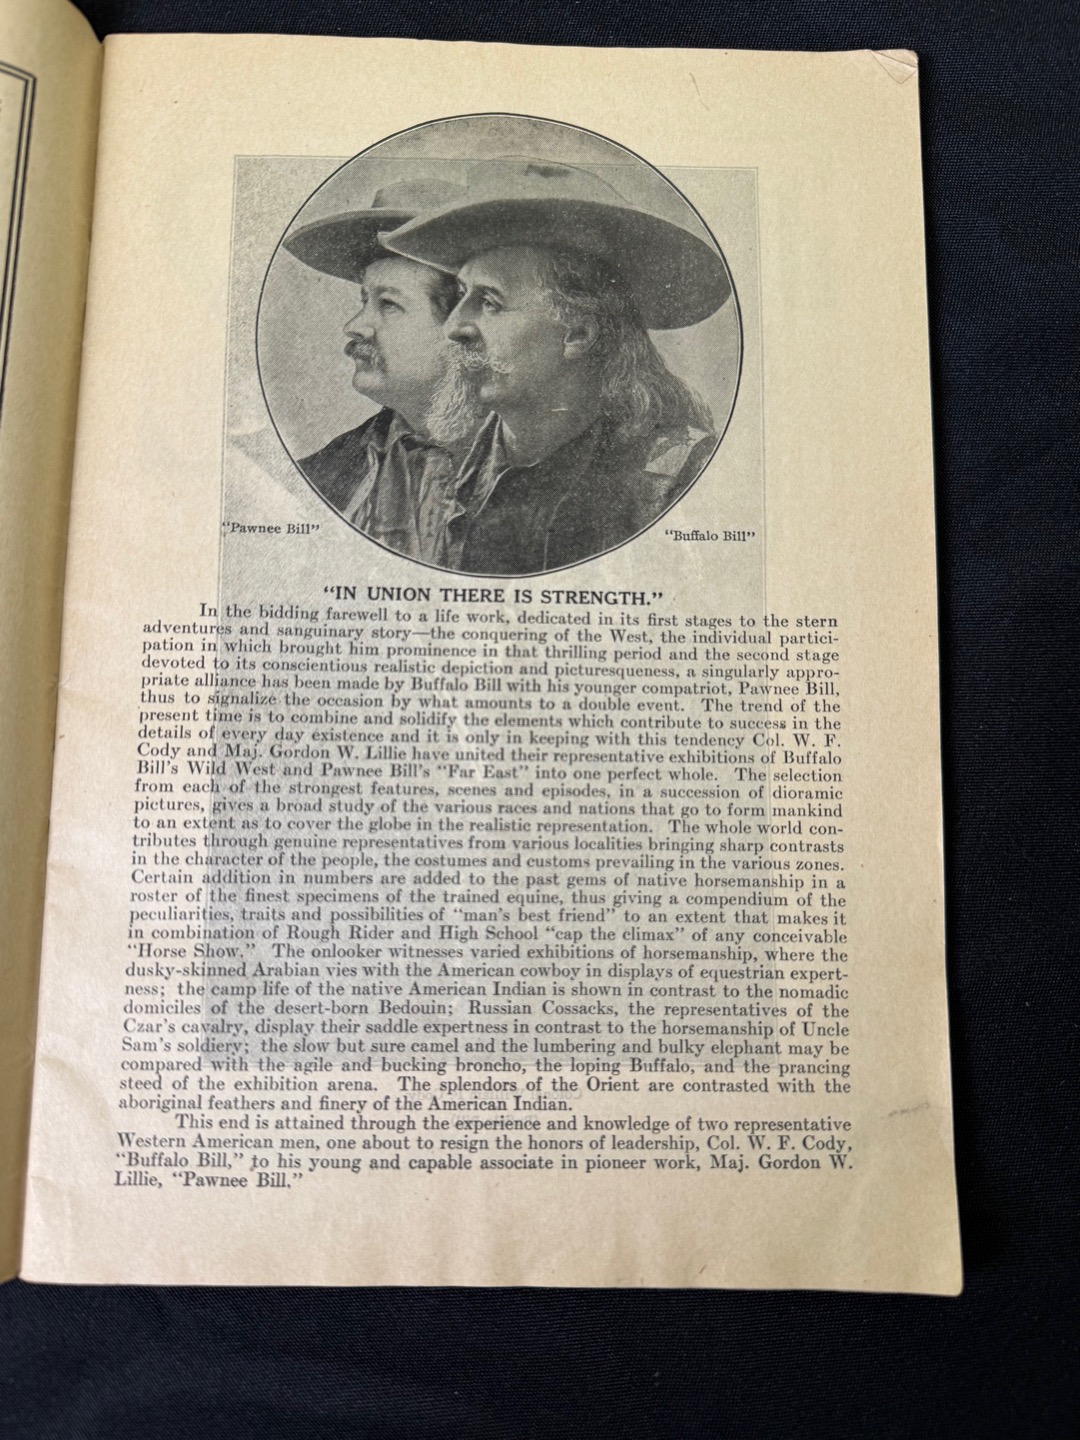 "Pawnee Bill"
"Buffalo Bill"
"IN UNION THERE IS STRENGTH."
In the bidding farewell to a life work, dedicated in its first stages to the stern
adventures and sanguinary story—the conquering of the West, the individual partici-
pation in which brought him prominence in that thrilling period and the second stage
devoted to its conscientious realistic depiction and picturesqueness, a singularly appro-
priate alliance has been made by Buffalo Bill with his younger compatriot, Pawnee Bill,
thus to signalize the occasion by what amounts to a double event. The trend of the
present time is to combine and solidify the elements which contribute to success in the
details of every day existence and it is only in keeping with this tendency Col. W. F.
Cody and Maj. Gordon W. Lillie have united their representative exhibitions of Buffalo
Bill's Wild West and Pawnee Bill's "Far East" into one perfect whole. The selection
from each of the strongest features, scenes and episodes, in a succession of dioramic
pictures, gives a broad study of the various races and nations that go to form mankind
to an extent as to cover the globe in the realistic representation. The whole world con-
tributes through genuine representatives from various localities bringing sharp contrasts
in the character of the people, the costumes and customs prevailing in the various zones.
Certain addition in numbers are added to the past gems of native horsemanship in a
roster of the finest specimens of the trained equine, thus giving a compendium of the
peculiarities, traits and possibilities of "man's best friend" to an extent that makes it
in combination of Rough Rider and High School "cap the climax" of any conceivable
"Horse Show." The onlooker witnesses varied exhibitions of horsemanship, where the
dusky-skinned Arabian vies with the American cowboy in displays of equestrian expert-
ness; the camp life of the native American Indian is shown in contrast to the nomadic
domiciles of the desert-born Bedouin; Russian Cossacks, the representatives of the
Czar's cavalry, display their saddle expertness in contrast to the horsemanship of Uncle
Sam's soldiery; the slow but sure camel and the lumbering and bulky elephant may be
compared with the agile and bucking broncho, the loping Buffalo, and the prancing
steed of the exhibition arena. The splendors of the Orient are contrasted with the
aboriginal feathers and finery of the American Indian.
This end is attained through the experience and knowledge of two representative
Western American men, one about to resign the honors of leadership, Col. W. F. Cody,
"Buffalo Bill," to his young and capable associate in pioneer work, Maj. Gordon W.
Lillie, "Pawnee Bill."